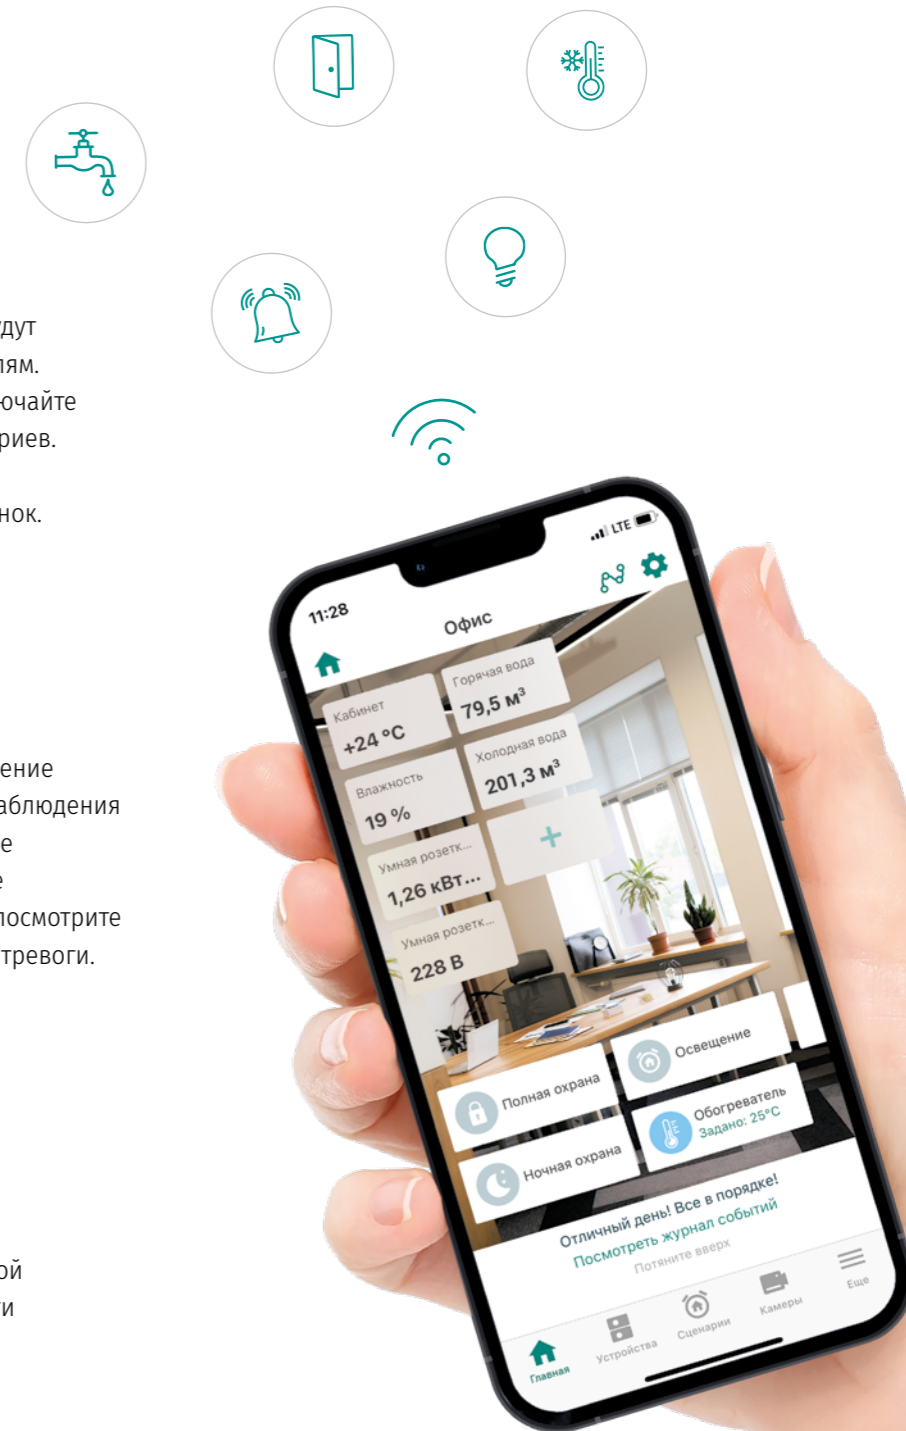 удут
лям.
ючайте
риев.
нок.
ение
аблюдения
е
е
посмотрите
тревоги.
ой
ги
11:28
LTE
Офис
Кабинет
+24 °C
Горячая вода
79,5 м³
Влажность
19 %
Холодная вода
201,3 м³
Умная розетк...
1,26 кВт...
+
Умная розетк...
228 В
Полная охрана
Освещение
Ночная охрана
Обогреватель
Задано: 25°C
Отличный день! Все в порядке!
Посмотреть журнал событий
Потяните вверх
Главная
Устройства
Сценарии
Камеры
Еще